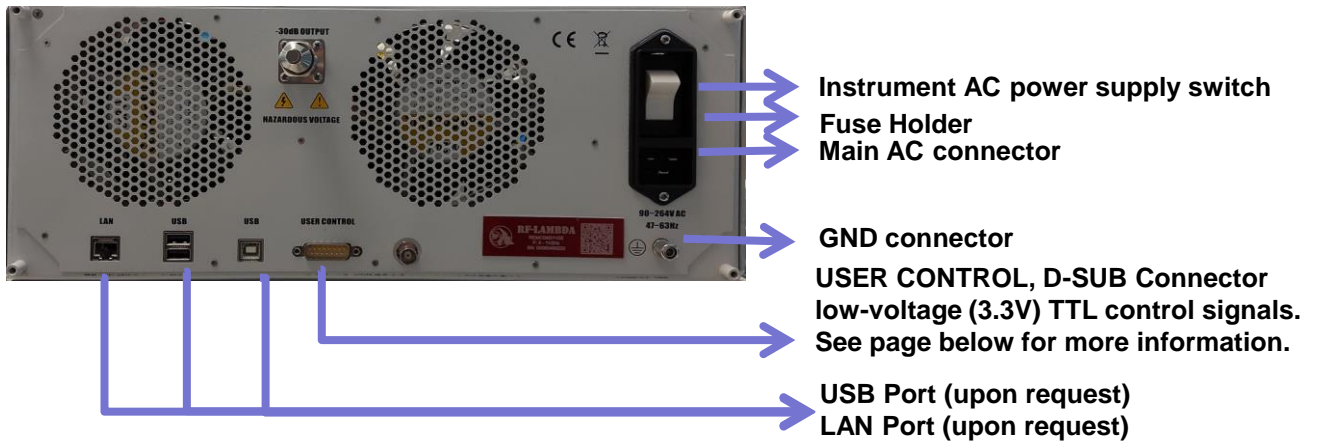 -30dB OUTPUT
HAZARDOUS VOLTAGE
Instrument AC power supply switch
Fuse Holder
Main AC connector
90-264V AC
47-63Hz
LAN
USB
USB
USER CONTROL
RF-LAMBDA
GND connector
USER CONTROL, D-SUB Connector
low-voltage (3.3V) TTL control signals.
See page below for more information.
USB Port (upon request)
LAN Port (upon request)